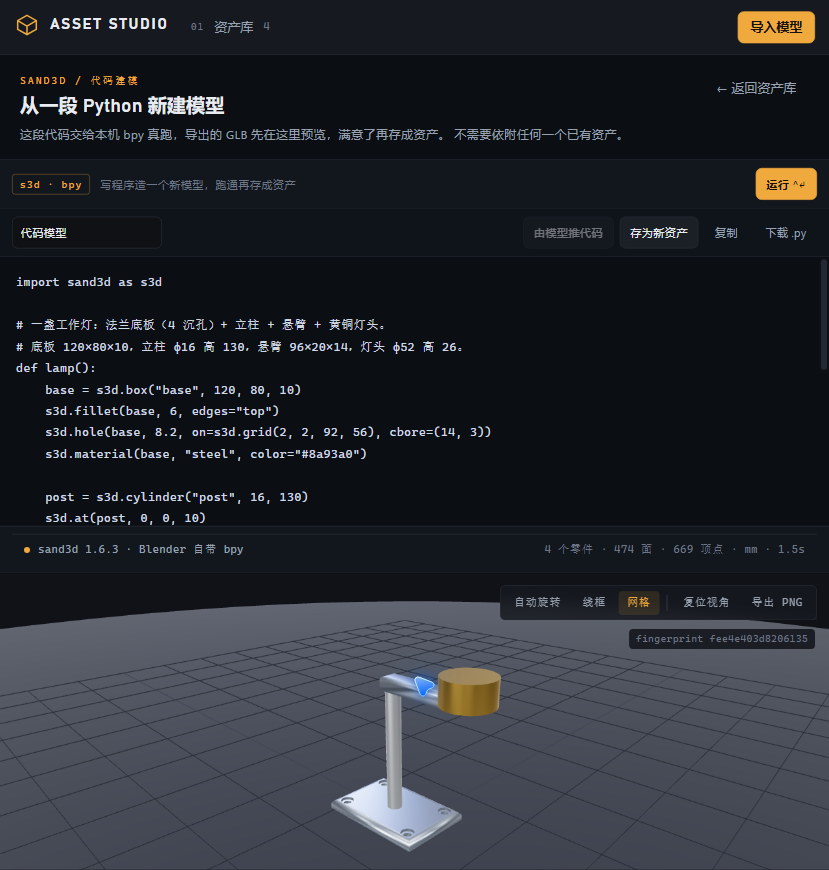 ASSET STUDIO 01 资产库 4 导入模型
SAND3D / 代码建模
从一段 Python 新建模型
← 返回资产库
这段代码交给本机 bpy 真跑，导出的 GLB 先在这里预览，满意了再存成资产。 不需要依附任何一个已有资产。
s3d · bpy 写程序造一个新模型，跑通再存成资产 运行 ^↲
代码模型 由模型推代码 存为新资产 复制 下载 .py
import sand3d as s3d
# 一盏工作灯：法兰底板（4 沉孔）+ 立柱 + 悬臂 + 黄铜灯头。
# 底板 120×80×10，立柱 φ16 高 130，悬臂 96×20×14，灯头 φ52 高 26。
def lamp():
    base = s3d.box("base", 120, 80, 10)
    s3d.fillet(base, 6, edges="top")
    s3d.hole(base, 8.2, on=s3d.grid(2, 2, 92, 56), cbore=(14, 3))
    s3d.material(base, "steel", color="#8a93a0")
    post = s3d.cylinder("post", 16, 130)
    s3d.at(post, 0, 0, 10)
sand3d 1.6.3 · Blender 自带 bpy 4 个零件 · 474 面 · 669 顶点 · mm · 1.5s
自动旋转 线框 网格 复位视角 导出 PNG
fingerprint fee4e403d8206135